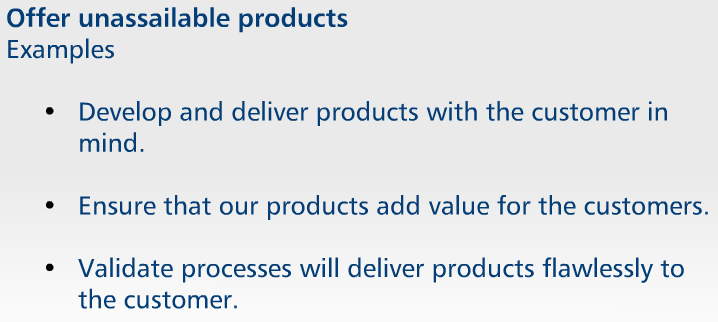 Offer unassailable products
Examples
• Develop and deliver products with the customer in
mind.
• Ensure that our products add value for the customers.
• Validate processes will deliver products flawlessly to
the customer.